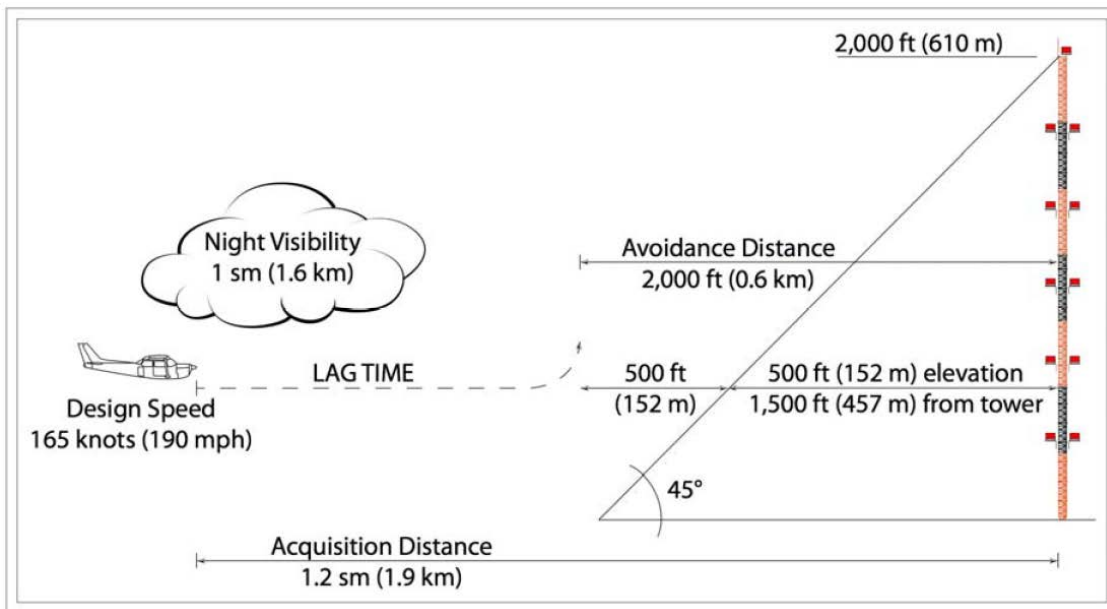 2,000 ft (610 m)
Night Visibility
1 sm (1.6 km)
Avoidance Distance
2,000 ft (0.6 km)
LAG TIME
500 ft
(152 m)
500 ft (152 m) elevation
1,500 ft (457 m) from tower
Design Speed
165 knots (190 mph)
45°
Acquisition Distance
1.2 sm (1.9 km)